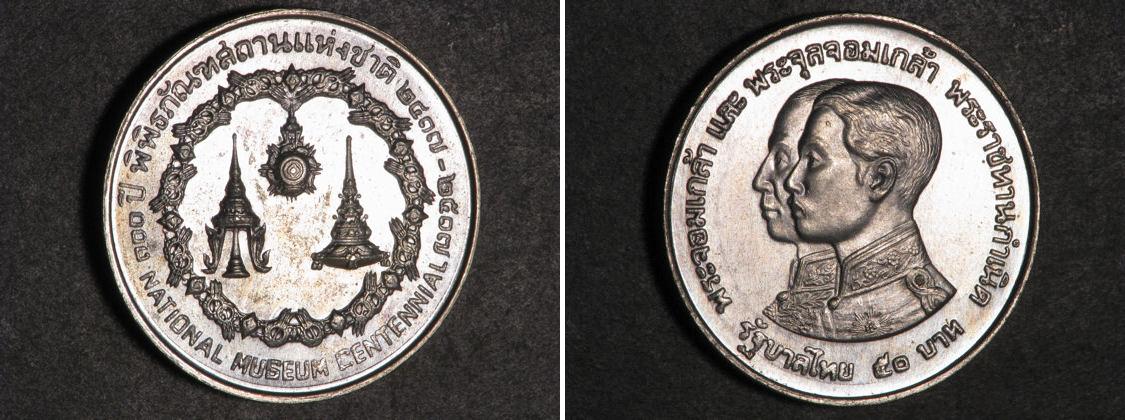 ๑๐๐ ปี พิพิธภัณฑสถานแห่งชาติ ๒๔๑๗-๒๕๑๗
NATIONAL MUSEUM CENTENNIAL
พระจอมเกล้า และ พระจุลจอมเกล้า พระราชทานกำเนิด
รัฐบาลไทย ๕๐ บาท